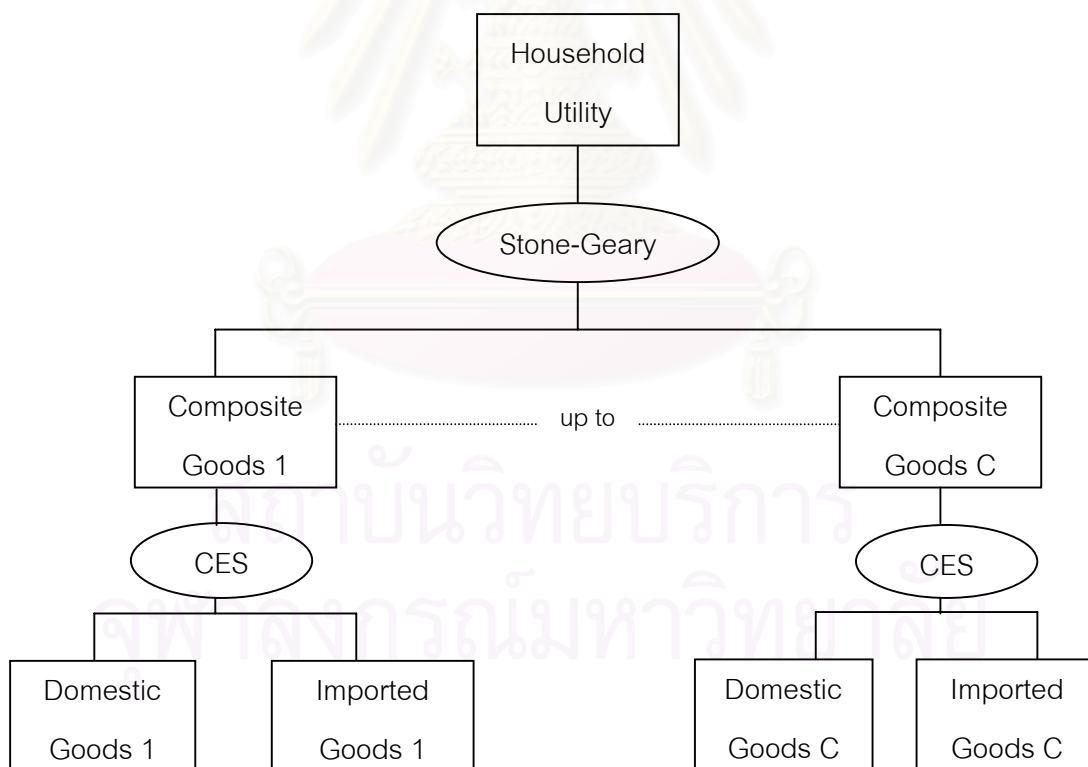 Household
Utility
Stone-Geary
Composite
Goods 1
up to
Composite
Goods C
สถาบันวิทยบริการ
CES
CES
จุฬาลงกรณ์มหาวิทยาลัย
Domestic
Goods 1
Imported
Goods 1
Domestic
Goods C
Imported
Goods C